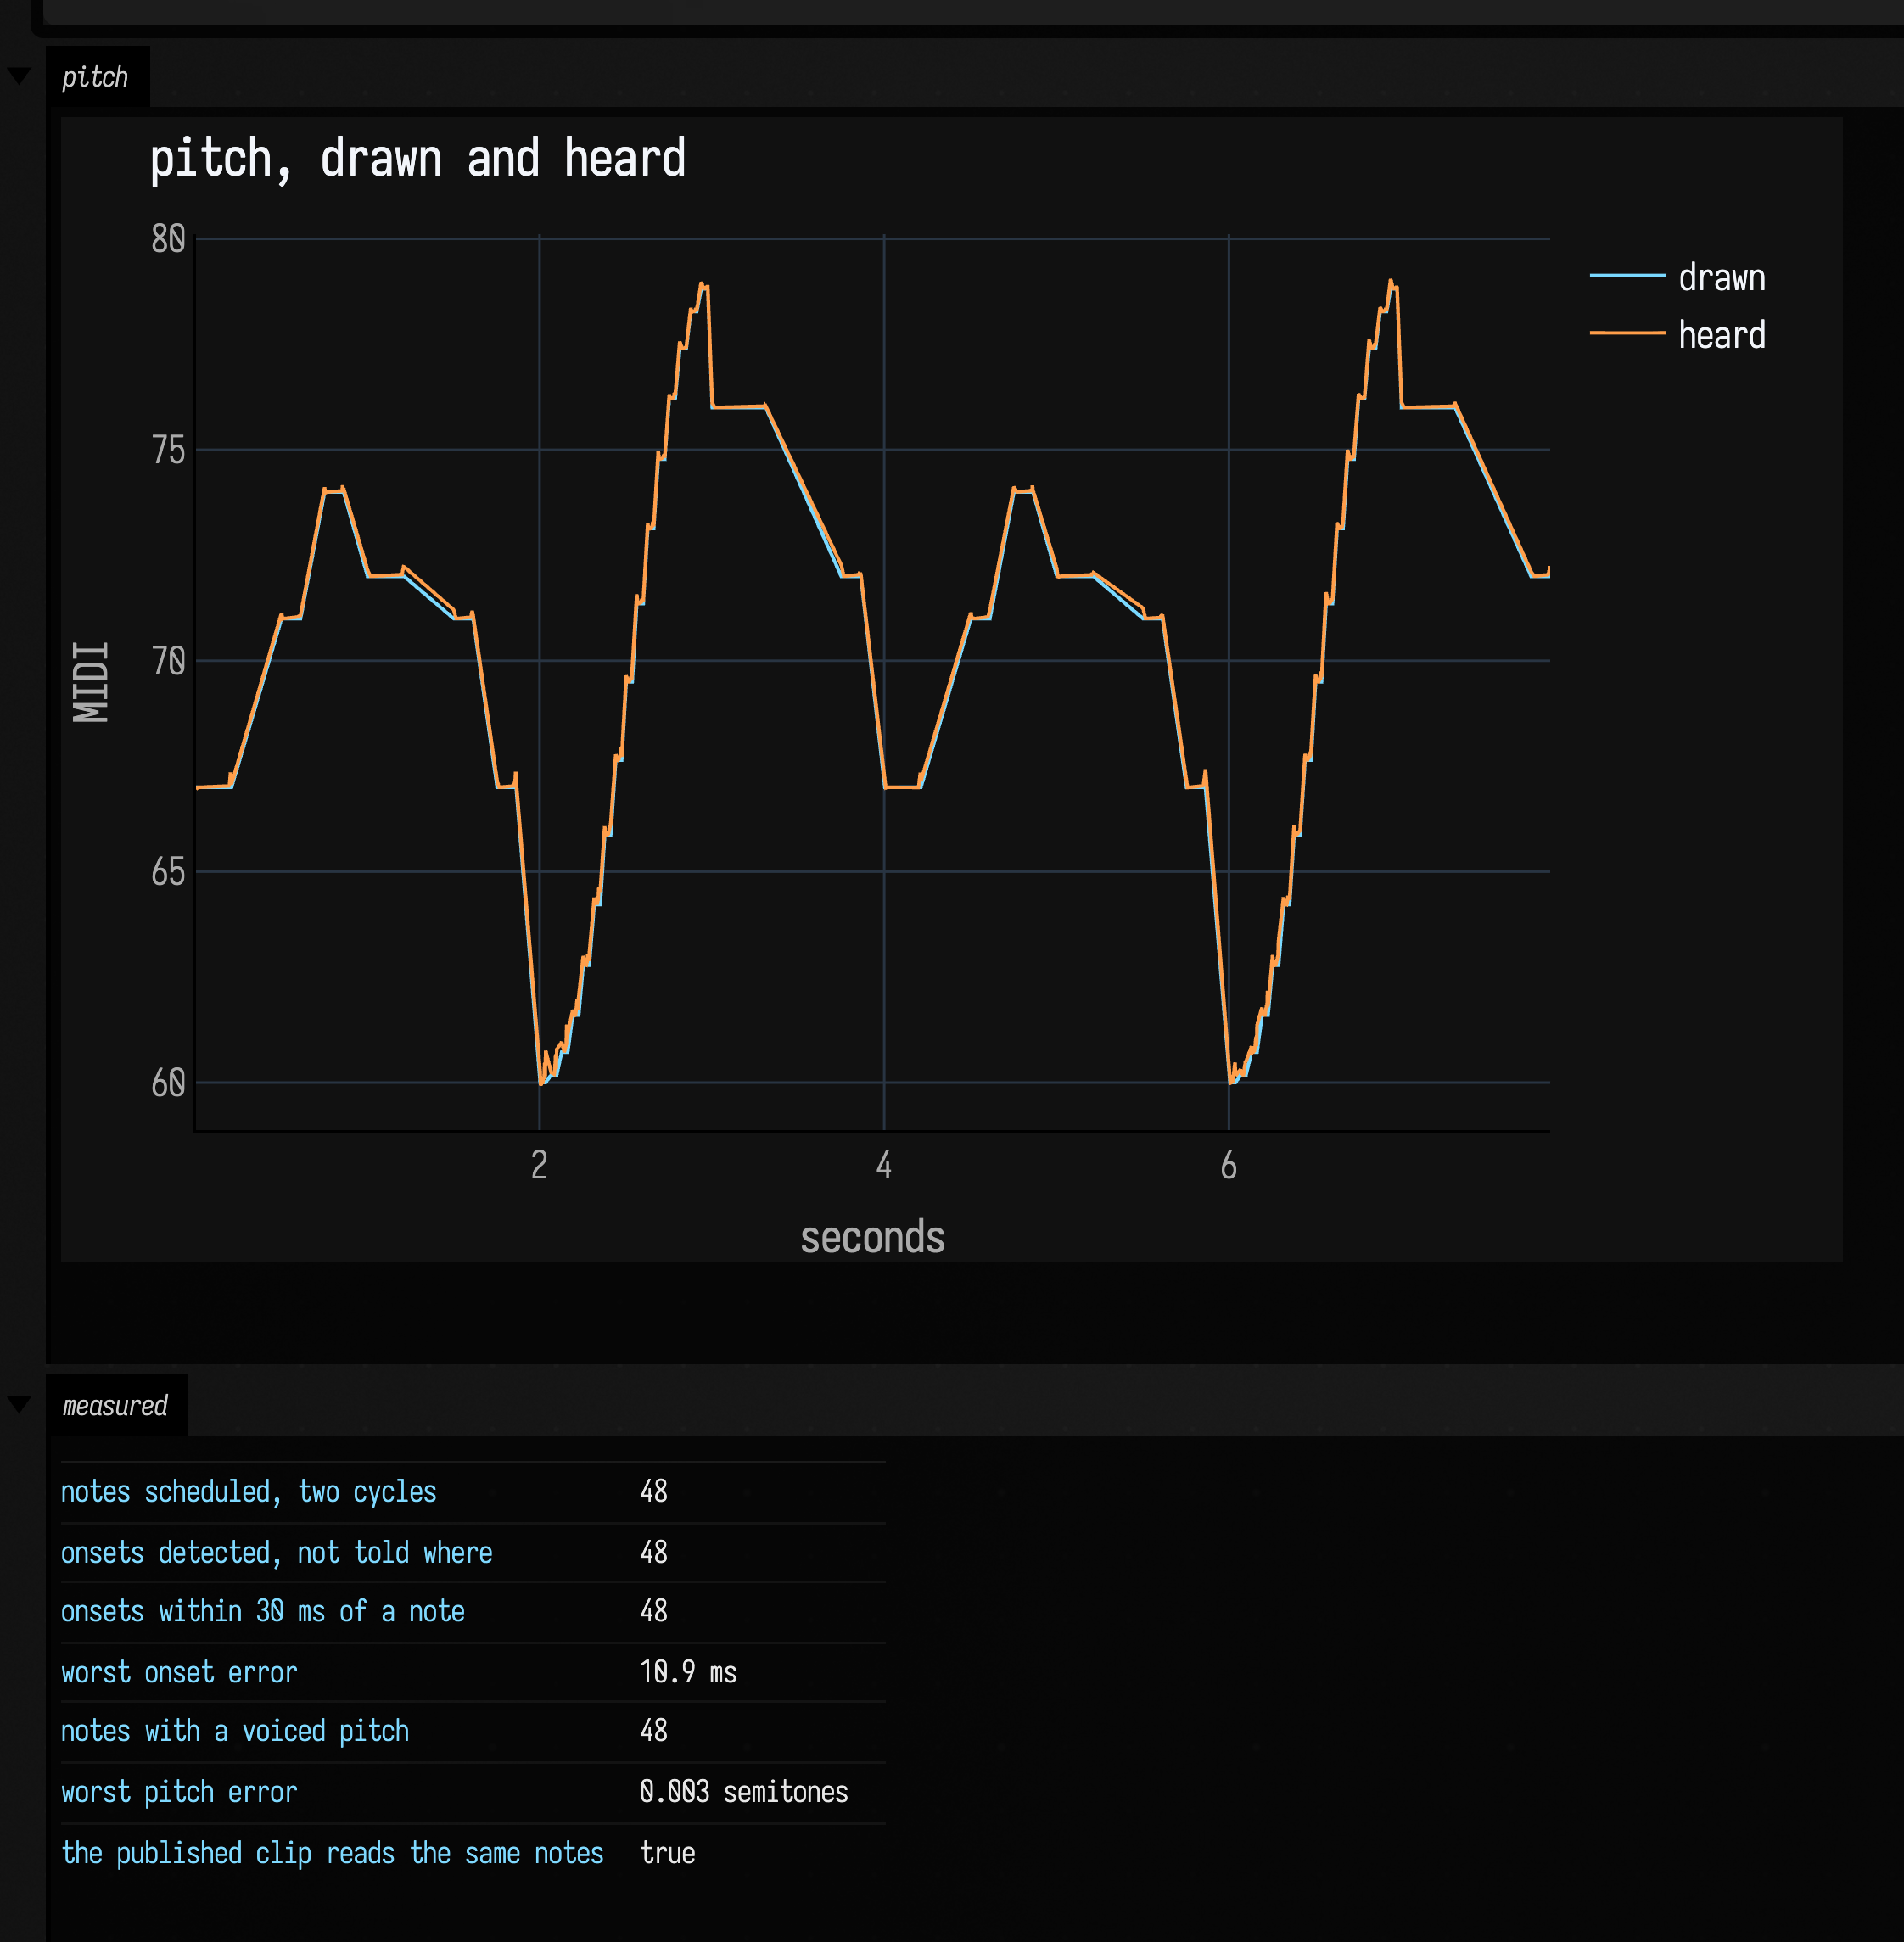 pitch
pitch, drawn and heard
80
75
70
65
60
MIDI
2 4 6
seconds
drawn
heard
measured
notes scheduled, two cycles 48
onsets detected, not told where 48
onsets within 30 ms of a note 48
worst onset error 10.9 ms
notes with a voiced pitch 48
worst pitch error 0.003 semitones
the published clip reads the same notes true